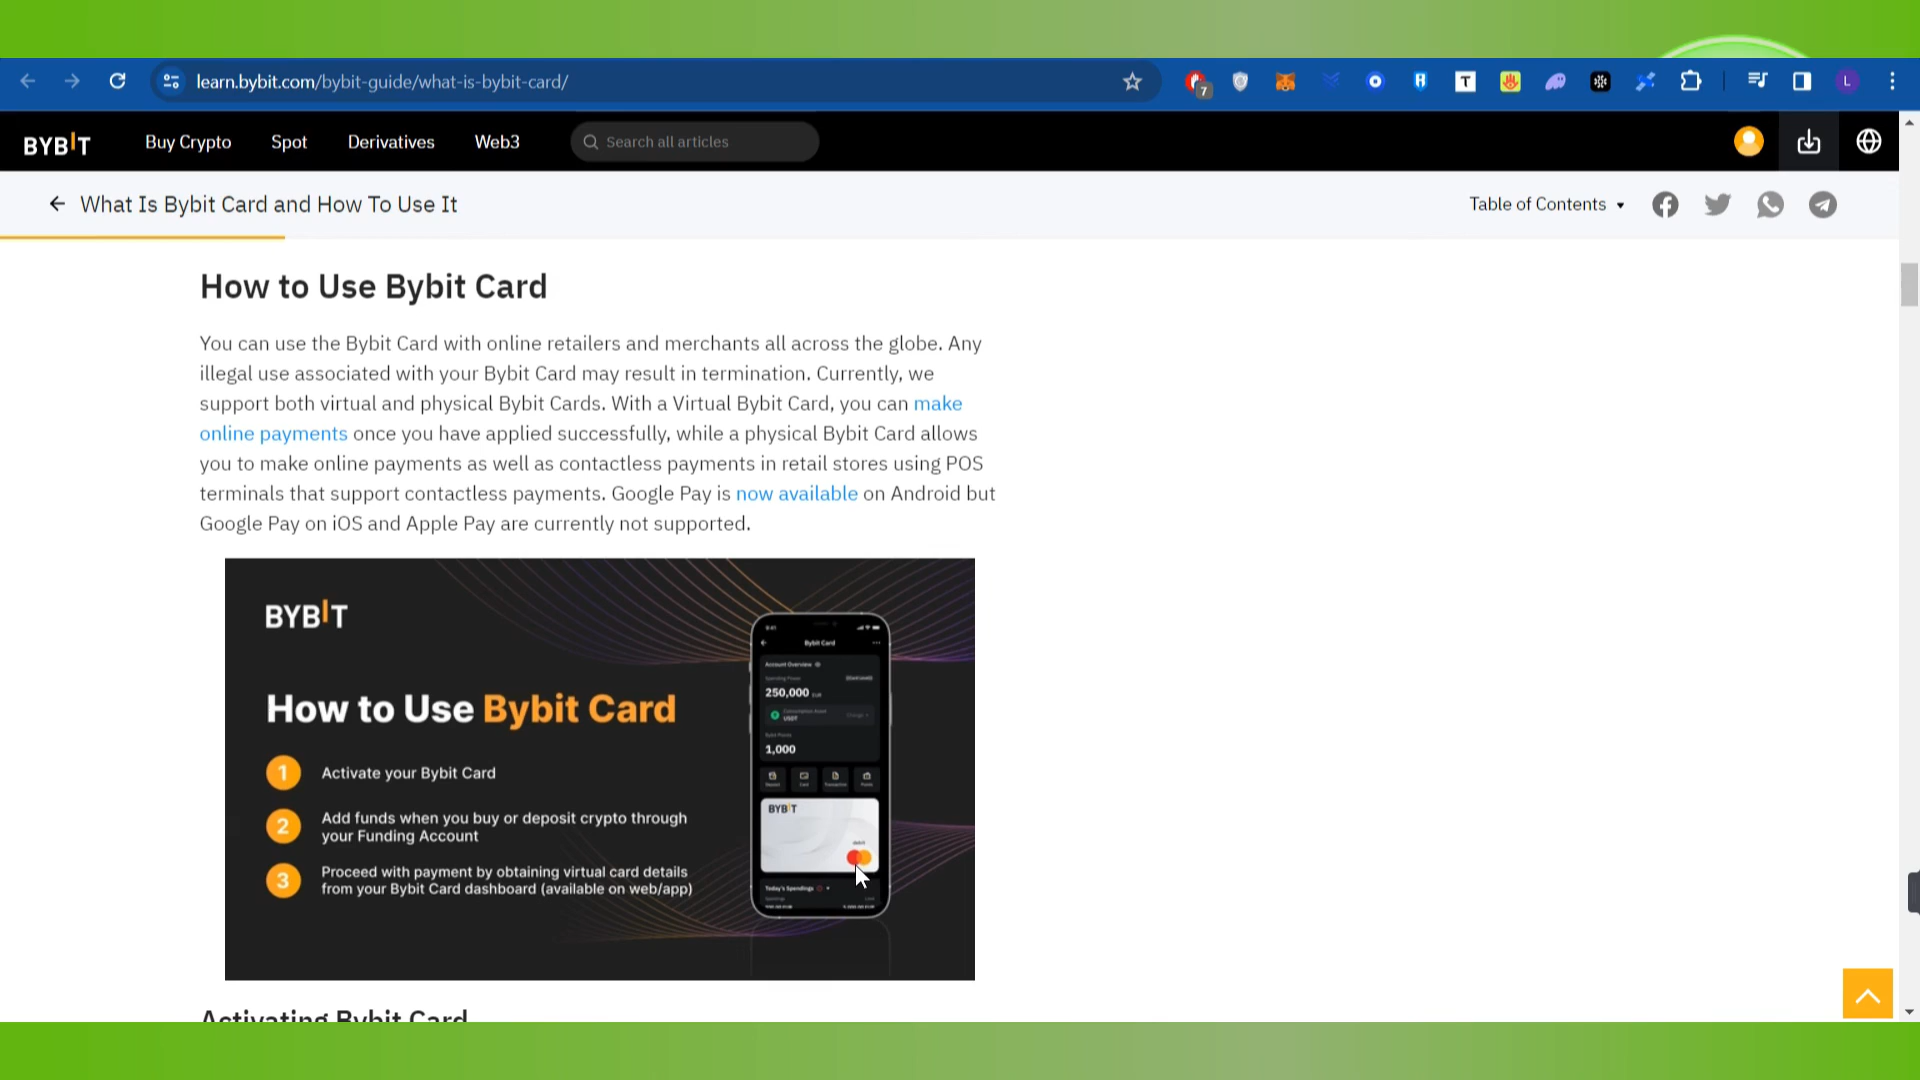 learn.bybit.com/bybit-guide/what-is-bybit-card/
7
T
L
BYBIT
Buy Crypto
Spot
Derivatives
Web3
Search all articles
What Is Bybit Card and How To Use It
Table of Contents
How to Use Bybit Card
You can use the Bybit Card with online retailers and merchants all across the globe. Any
illegal use associated with your Bybit Card may result in termination. Currently, we
support both virtual and physical Bybit Cards. With a Virtual Bybit Card, you can make
online payments once you have applied successfully, while a physical Bybit Card allows
you to make online payments as well as contactless payments in retail stores using POS
terminals that support contactless payments. Google Pay is now available on Android but
Google Pay on iOS and Apple Pay are currently not supported.
BYBIT
How to Use Bybit Card
1 Activate your Bybit Card
2 Add funds when you buy or deposit crypto through
your Funding Account
3 Proceed with payment by obtaining virtual card details
from your Bybit Card dashboard (available on web/app)
Bybit Card
Account Overview
250,000
USDT
1,000
BYBIT
debit
Today's Spendings
Activating Bybit Card